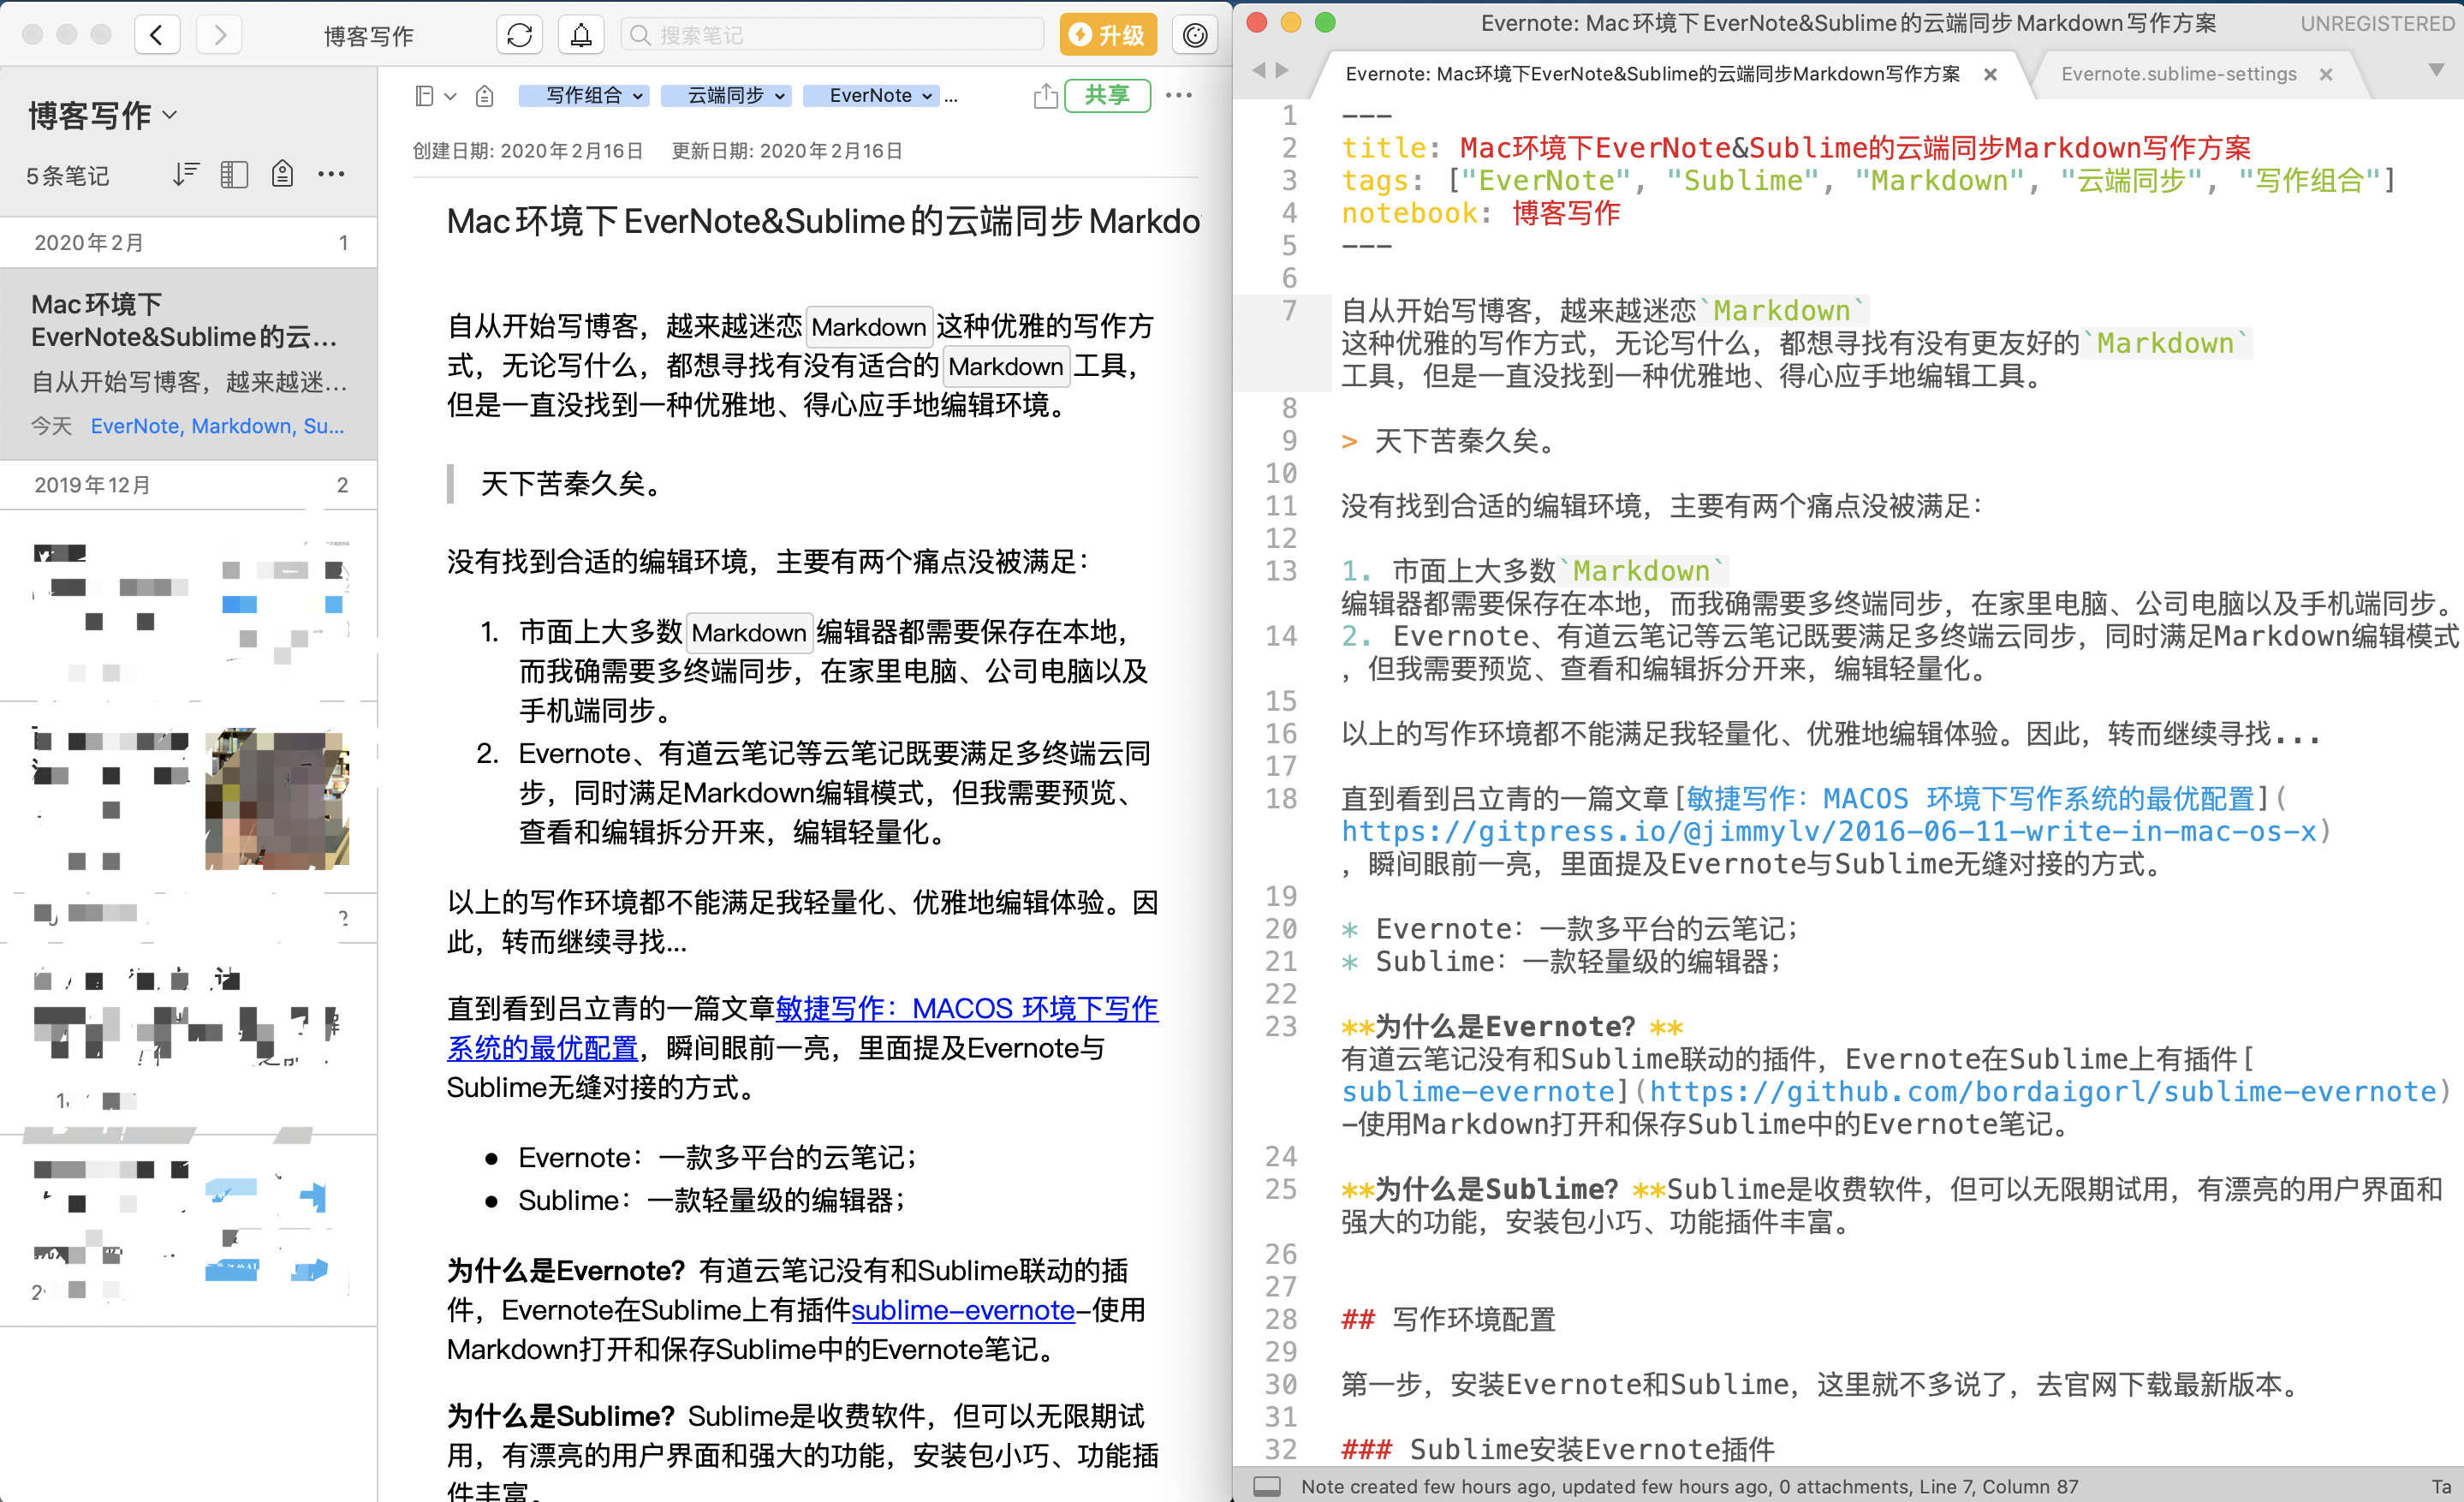 博客写作
搜索笔记
升级
博客写作
5条笔记
2020年2月
1
Mac环境下
EverNote&Sublime的云...
自从开始写博客，越来越迷...
今天 EverNote, Markdown, Su...
2019年12月
2
2
写作组合 云端同步 EverNote ...
共享
创建日期: 2020年2月16日 更新日期: 2020年2月16日
Mac环境下EverNote&Sublime的云端同步Markdo
自从开始写博客，越来越迷恋Markdown这种优雅的写作方
式，无论写什么，都想寻找有没有适合的Markdown工具，
但是一直没找到一种优雅地、得心应手地编辑环境。
天下苦秦久矣。
没有找到合适的编辑环境，主要有两个痛点没被满足：
1. 市面上大多数Markdown编辑器都需要保存在本地，
而我确需要多终端同步，在家里电脑、公司电脑以及
手机端同步。
2. Evernote、有道云笔记等云笔记既要满足多终端云同
步，同时满足Markdown编辑模式，但我需要预览、
查看和编辑拆分开来，编辑轻量化。
以上的写作环境都不能满足我轻量化、优雅地编辑体验。因
此，转而继续寻找...
直到看到吕立青的一篇文章敏捷写作：MACOS 环境下写作
系统的最优配置，瞬间眼前一亮，里面提及Evernote与
Sublime无缝对接的方式。
● Evernote：一款多平台的云笔记；
● Sublime：一款轻量级的编辑器；
为什么是Evernote？有道云笔记没有和Sublime联动的插
件，Evernote在Sublime上有插件sublime-evernote-使用
Markdown打开和保存Sublime中的Evernote笔记。
为什么是Sublime？Sublime是收费软件，但可以无限期试
用，有漂亮的用户界面和强大的功能，安装包小巧、功能插
件丰富。
Evernote: Mac环境下EverNote&Sublime的云端同步Markdown写作方案 UNREGISTERED
Evernote: Mac环境下EverNote&Sublime的云端同步Markdown写作方案 × Evernote.sublime-settings ×
1 ---
2 title: Mac环境下EverNote&Sublime的云端同步Markdown写作方案
3 tags: ["EverNote", "Sublime", "Markdown", "云端同步", "写作组合"]
4 notebook: 博客写作
5 ---
6
7 自从开始写博客，越来越迷恋`Markdown`
这种优雅的写作方式，无论写什么，都想寻找有没有更友好的`Markdown`
工具，但是一直没找到一种优雅地、得心应手地编辑工具。
8
9 > 天下苦秦久矣。
10
11 没有找到合适的编辑环境，主要有两个痛点没被满足：
12
13 1. 市面上大多数`Markdown`
编辑器都需要保存在本地，而我确需要多终端同步，在家里电脑、公司电脑以及手机端同步。
14 2. Evernote、有道云笔记等云笔记既要满足多终端云同步，同时满足Markdown编辑模式
，但我需要预览、查看和编辑拆分开来，编辑轻量化。
15
16 以上的写作环境都不能满足我轻量化、优雅地编辑体验。因此，转而继续寻找...
17
18 直到看到吕立青的一篇文章[敏捷写作：MACOS 环境下写作系统的最优配置](
https://gitpress.io/@jimmylv/2016-06-11-write-in-mac-os-x)
，瞬间眼前一亮，里面提及Evernote与Sublime无缝对接的方式。
19
20 * Evernote：一款多平台的云笔记；
21 * Sublime：一款轻量级的编辑器；
22
23 **为什么是Evernote？**
有道云笔记没有和Sublime联动的插件，Evernote在Sublime上有插件[
sublime-evernote](https://github.com/bordaigorl/sublime-evernote)
-使用Markdown打开和保存Sublime中的Evernote笔记。
24
25 **为什么是Sublime？**Sublime是收费软件，但可以无限期试用，有漂亮的用户界面和
强大的功能，安装包小巧、功能插件丰富。
26
27
28 ## 写作环境配置
29
30 第一步，安装Evernote和Sublime，这里就不多说了，去官网下载最新版本。
31
32 ### Sublime安装Evernote插件
Note created few hours ago, updated few hours ago, 0 attachments, Line 7, Column 87
Ta